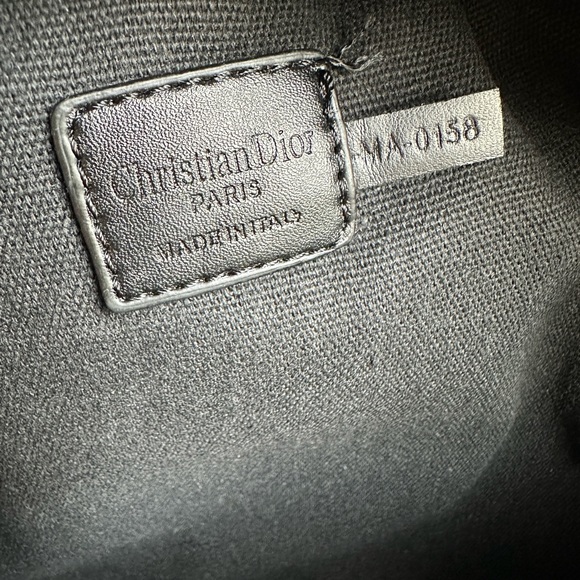 Christian Dior
PARIS
MADE IN ITALY
-MA-0158